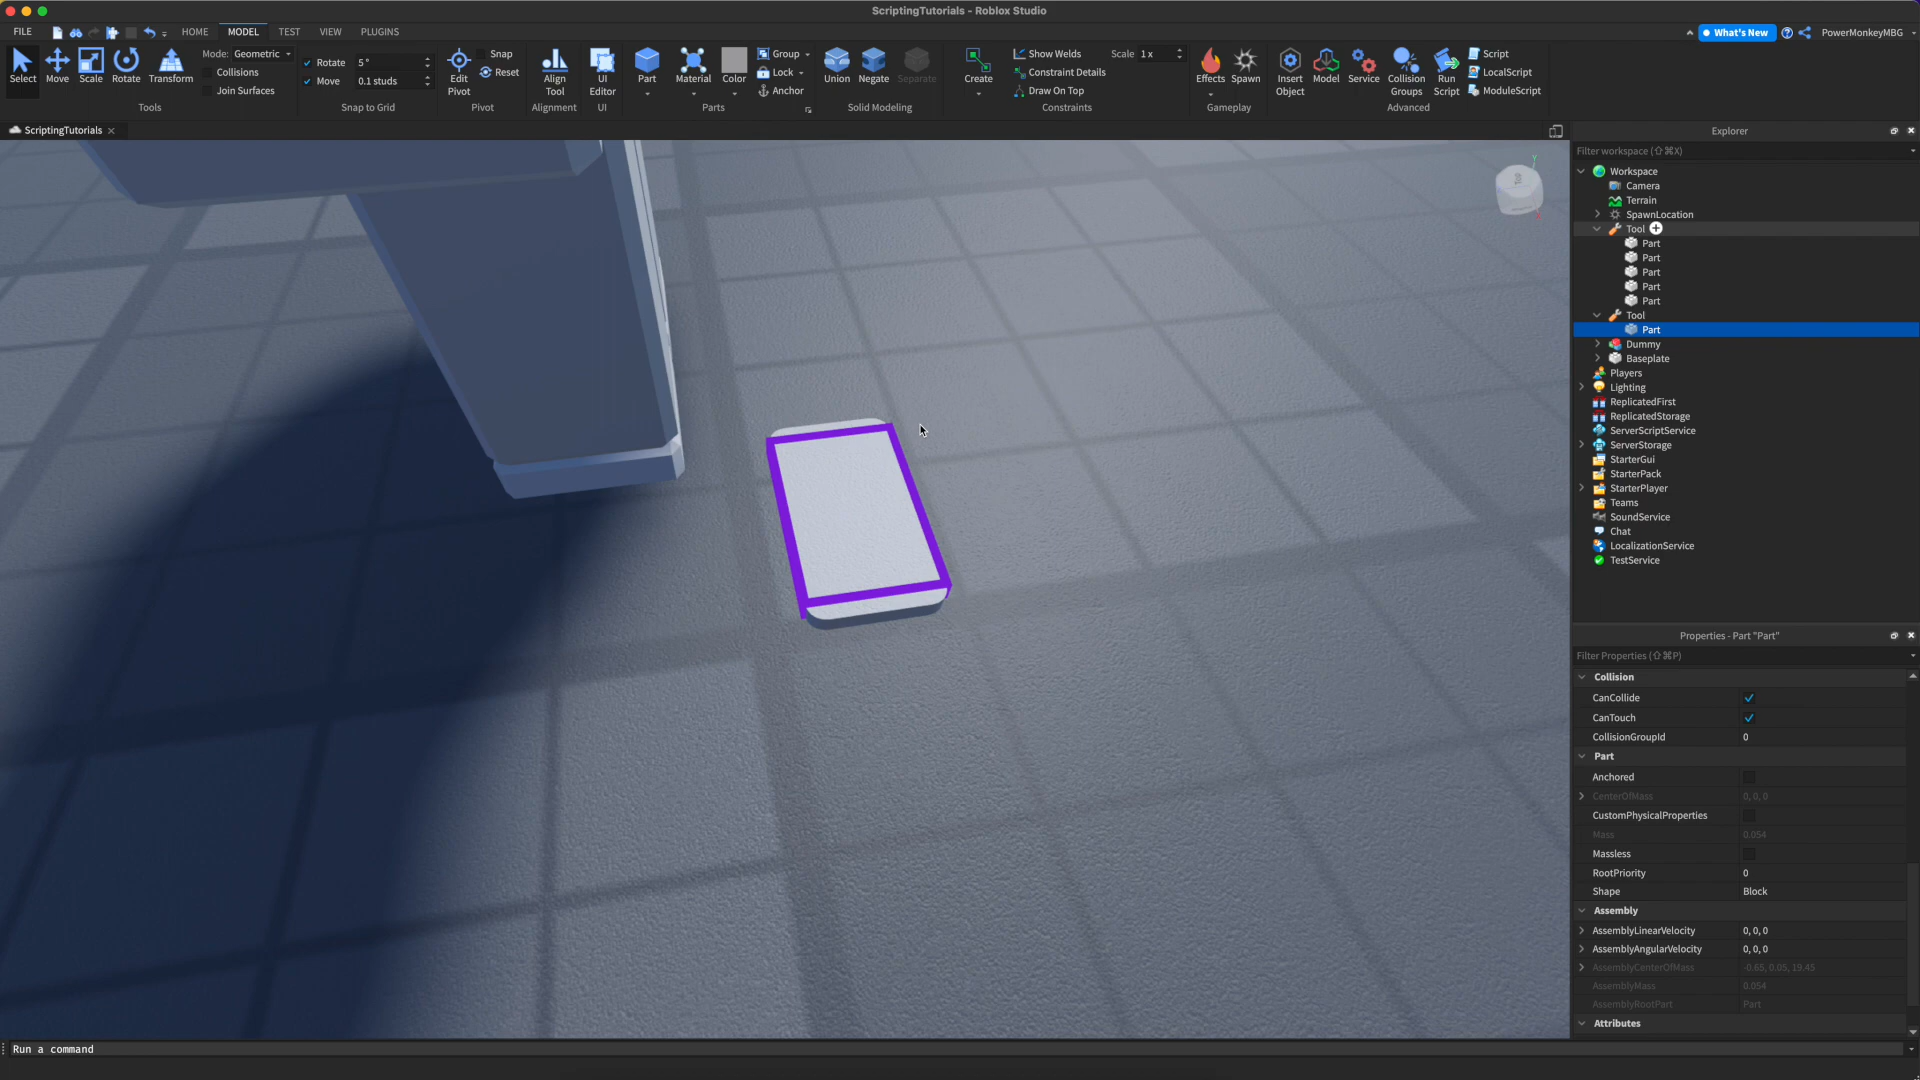 ScriptingTutorials - Roblox Studio
FILE HOME MODEL TEST VIEW PLUGINS What's New PowerMonkeyMBG
Select Move Scale Rotate Transform
Mode: Geometric
Collisions
Join Surfaces
Tools
Rotate 5 °
Move 0.1 studs
Snap to Grid
Edit Pivot
Snap
Reset
Pivot
Align Tool
Alignment
UI Editor
UI
Part Material Color
Group
Lock
Anchor
Parts
Union Negate Separate
Solid Modeling
Create
Show Welds
Constraint Details
Draw On Top
Scale 1 x
Constraints
Effects Spawn
Gameplay
Insert Object Model Service Collision Groups Run Script
Script
LocalScript
ModuleScript
Advanced
ScriptingTutorials
Explorer
Filter workspace (⇧⌘X)
Workspace
Camera
Terrain
SpawnLocation
Tool
Part
Part
Part
Part
Part
Tool
Part
Dummy
Baseplate
Players
Lighting
ReplicatedFirst
ReplicatedStorage
ServerScriptService
ServerStorage
StarterGui
StarterPack
StarterPlayer
Teams
SoundService
Chat
LocalizationService
TestService
Properties - Part "Part"
Filter Properties (⇧⌘P)
Collision
CanCollide
CanTouch
CollisionGroupId 0
Part
Anchored
CenterOfMass 0, 0, 0
CustomPhysicalProperties
Mass 0.054
Massless
RootPriority 0
Shape Block
Assembly
AssemblyLinearVelocity 0, 0, 0
AssemblyAngularVelocity 0, 0, 0
AssemblyCenterOfMass -0.65, 0.05, 19.45
AssemblyMass 0.054
AssemblyRootPart Part
Attributes
Run a command